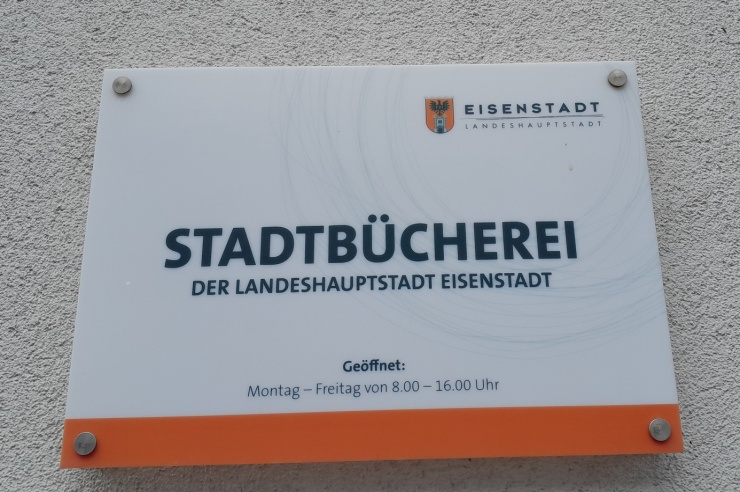 EISENSTADT
LANDESHAUPTSTADT
STADTBÜCHEREI
DER LANDESHAUPTSTADT EISENSTADT
Geöffnet:
Montag – Freitag von 8.00 – 16.00 Uhr